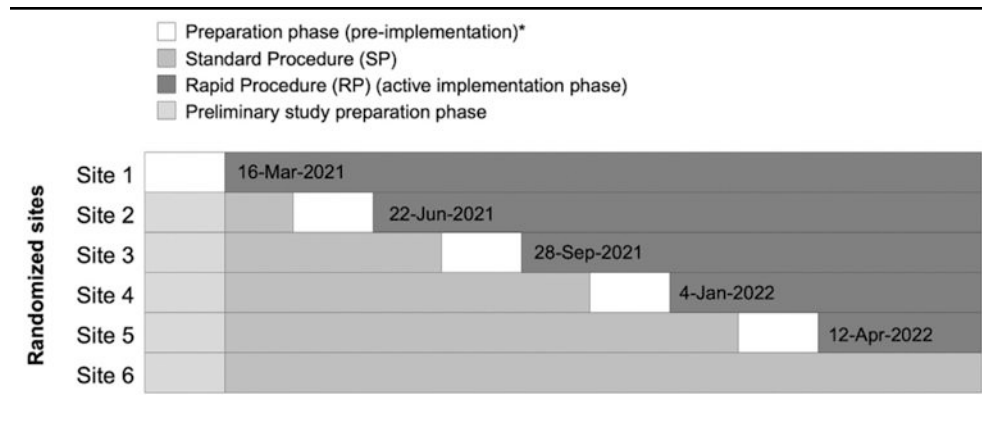 Preparation phase (pre-implementation)*
Standard Procedure (SP)
Rapid Procedure (RP) (active implementation phase)
Preliminary study preparation phase
Randomized sites
Site 1 16-Mar-2021
Site 2 22-Jun-2021
Site 3 28-Sep-2021
Site 4 4-Jan-2022
Site 5 12-Apr-2022
Site 6